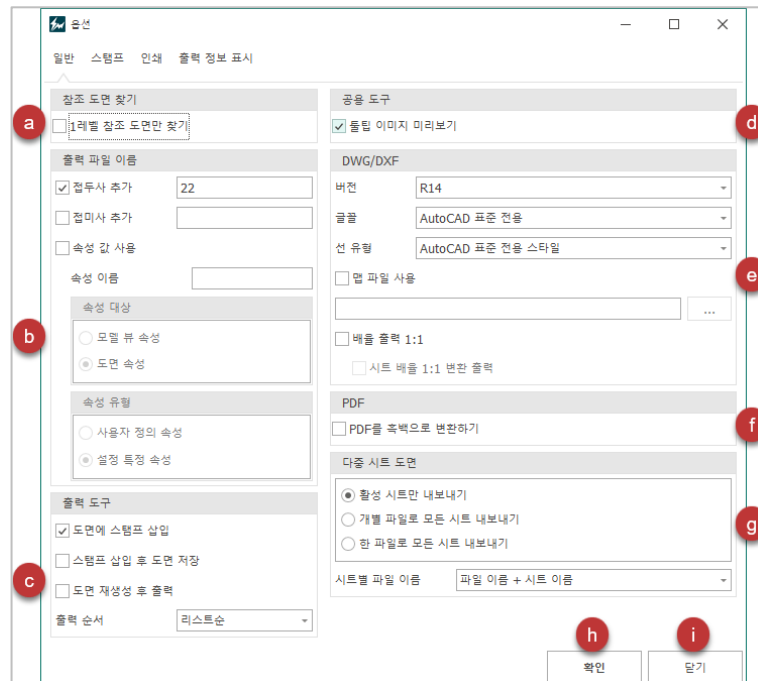 옵션
일반 스탬프 인쇄 출력 정보 표시
참조 도면 찾기
a
1레벨 참조 도면만 찾기
출력 파일 이름
접두사 추가 22
접미사 추가
속성 값 사용
속성 이름
속성 대상
b
모델 뷰 속성
도면 속성
속성 유형
사용자 정의 속성
설정 특정 속성
출력 도구
도면에 스탬프 삽입
스탬프 삽입 후 도면 저장
c
도면 재생성 후 출력
출력 순서 리스트순
공용 도구
툴팁 이미지 미리보기
d
DWG/DXF
버전 R14
글꼴 AutoCAD 표준 전용
선 유형 AutoCAD 표준 전용 스타일
맵 파일 사용
e
...
배율 출력 1:1
시트 배율 1:1 변환 출력
PDF
PDF를 흑백으로 변환하기
f
다중 시트 도면
활성 시트만 내보내기
개별 파일로 모든 시트 내보내기
g
한 파일로 모든 시트 내보내기
시트별 파일 이름 파일 이름 + 시트 이름
h i
확인 닫기